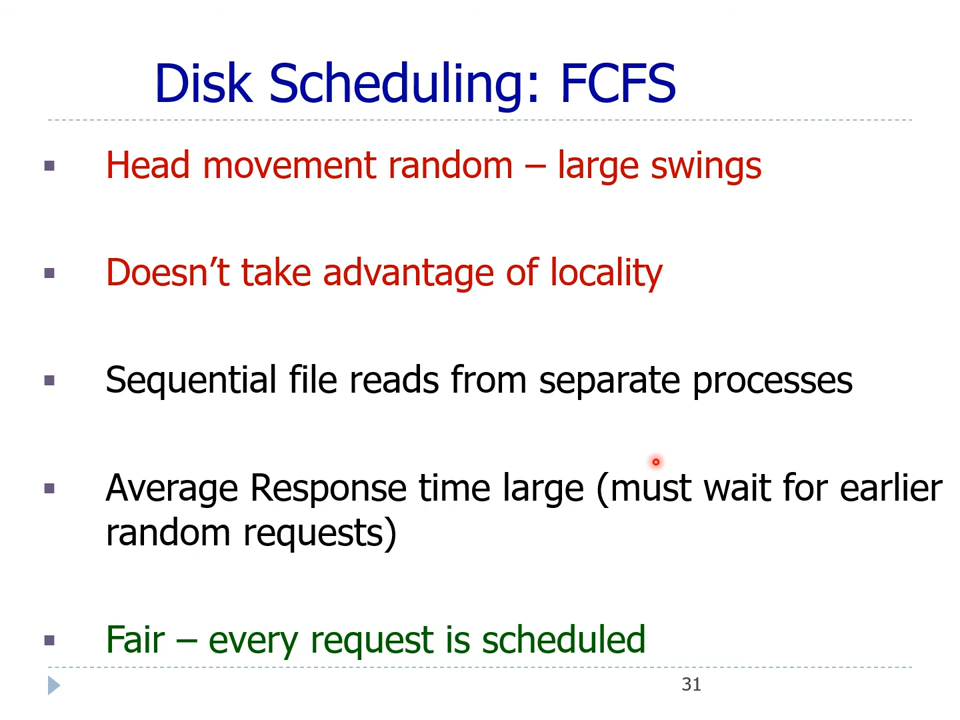 Disk Scheduling: FCFS
Head movement random – large swings
Doesn’t take advantage of locality
Sequential file reads from separate processes
Average Response time large (must wait for earlier
random requests)
Fair – every request is scheduled
31